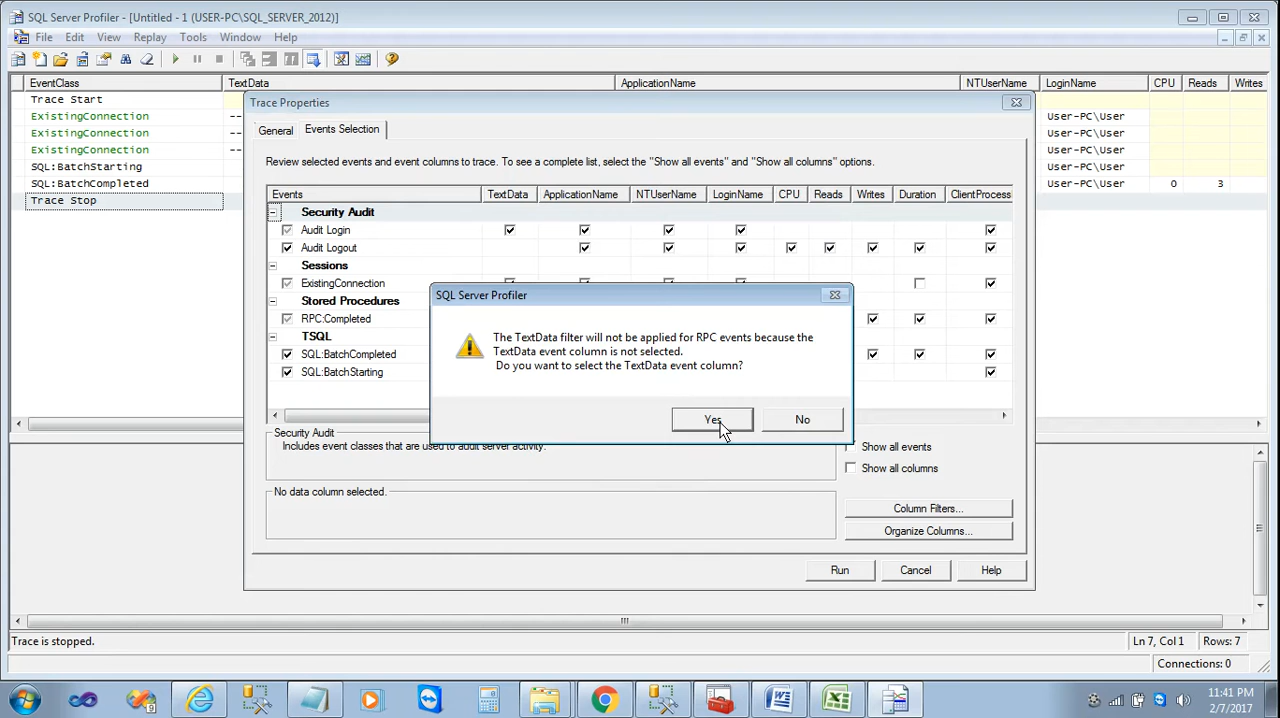 SQL Server Profiler - [Untitled - 1 (USER-PC\SQL_SERVER_2012)]
File Edit View Replay Tools Window Help
EventClass TextData ApplicationName NTUserName LoginName CPU Reads Writes
Trace Start
ExistingConnection -- User-PC\User
ExistingConnection -- User-PC\User
ExistingConnection -- User-PC\User
SQL:BatchStarting User-PC\User
SQL:BatchCompleted User-PC\User 0 3
Trace Stop
Trace Properties
General Events Selection
Review selected events and event columns to trace. To see a complete list, select the "Show all events" and "Show all columns" options.
Events TextData ApplicationName NTUserName LoginName CPU Reads Writes Duration ClientProcess
Security Audit
Audit Login
Audit Logout
Sessions
ExistingConnection
Stored Procedures
RPC:Completed
TSQL
SQL:BatchCompleted
SQL:BatchStarting
SQL Server Profiler
The TextData filter will not be applied for RPC events because the
TextData event column is not selected.
Do you want to select the TextData event column?
Yes No
Security Audit
Includes event classes that are used to audit server activity.
No data column selected.
Show all events
Show all columns
Column Filters...
Organize Columns...
Run Cancel Help
Trace is stopped.
Ln 7, Col 1 Rows: 7
Connections: 0
11:41 PM
2/7/2017